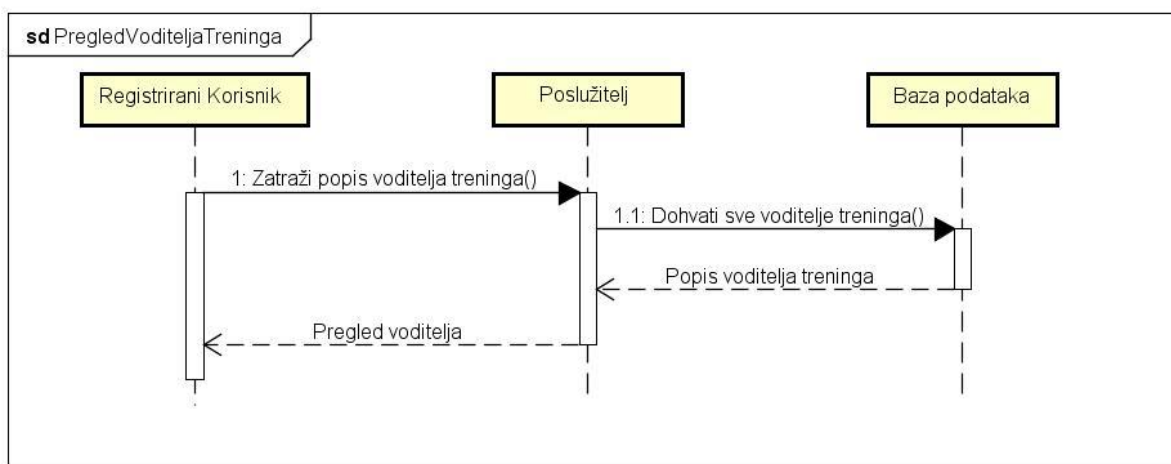 sd PregledVoditeljaTreninga
Registrirani Korisnik
Poslužitelj
Baza podataka
1: Zatraži popis voditelja treninga()
1.1: Dohvati sve voditelje treninga()
Popis voditelja treninga
Pregled voditelja